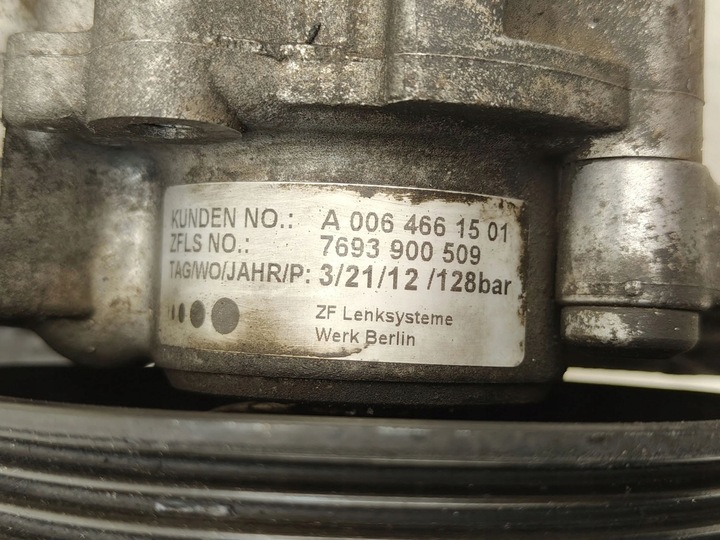 KUNDEN NO.: A 006 466 15 01
ZFLS NO.: 7693 900 509
TAG/WO/JAHR/P: 3/21/12 /128bar
ZF Lenksysteme
Werk Berlin